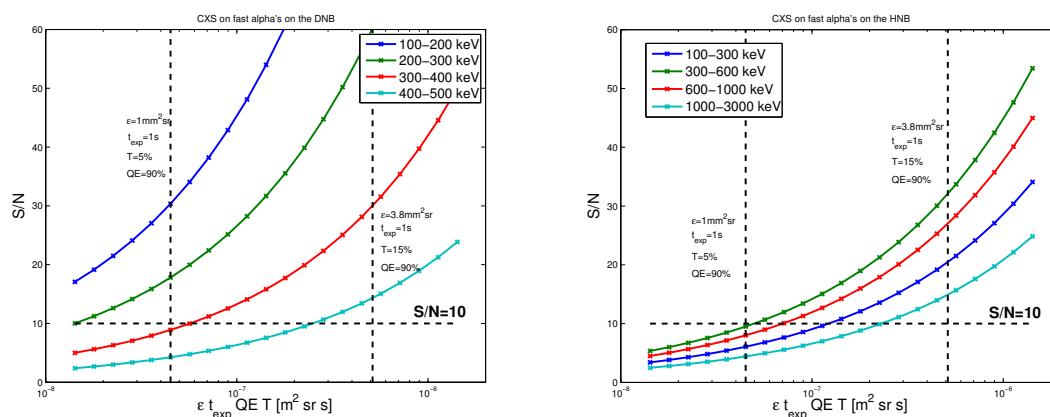 CXS on fast alpha's on the DNB
60
50
40
30
20
10
0
S/N
100−200 keV
200−300 keV
300−400 keV
400−500 keV
ε=1mm²sr
t_exp=1s
T=5%
QE=90%
ε=3.8mm²sr
t_exp=1s
T=15%
QE=90%
S/N=10
10⁻⁸
10⁻⁷
10⁻⁶
ε t_exp QE T [m² sr s]
CXS on fast alpha's on the HNB
60
50
40
30
20
10
0
S/N
100−300 keV
300−600 keV
600−1000 keV
1000−3000 keV
ε=3.8mm²sr
t_exp=1s
T=15%
QE=90%
ε=1mm²sr
t_exp=1s
T=5%
QE=90%
S/N=10
10⁻⁸
10⁻⁷
10⁻⁶
ε t_exp QE T [m² sr s]